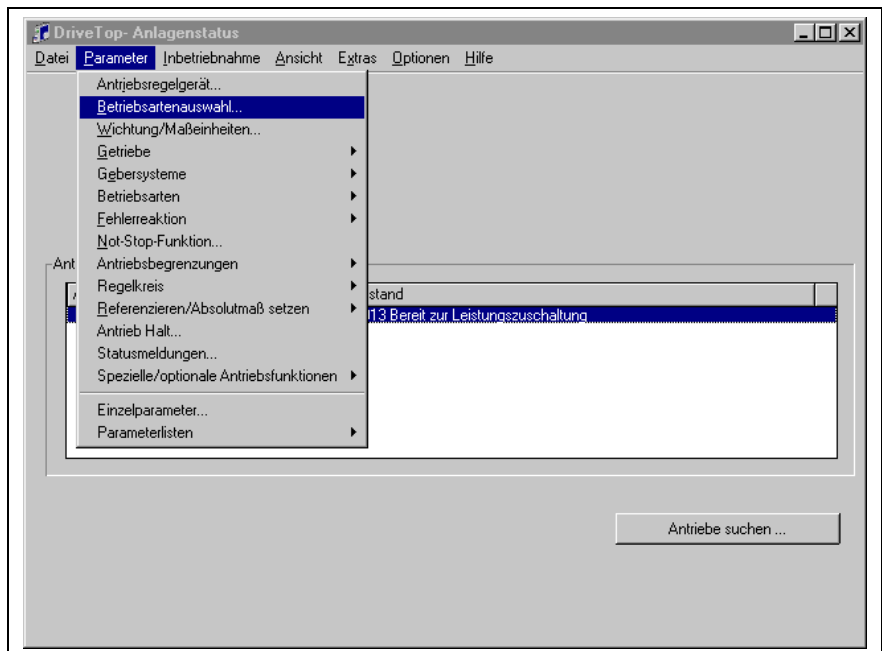 DriveTop- Anlagenstatus
Datei Parameter Inbetriebnahme Ansicht Extras Optionen Hilfe
Antriebsregelgerät...
Betriebsartenauswahl...
Wichtung/Maßeinheiten...
Getriebe
Gebersysteme
Betriebsarten
Fehlerreaktion
Not-Stop-Funktion...
Antriebsbegrenzungen
Regelkreis
Referenzieren/Absolutmaß setzen
Antrieb Halt...
Statusmeldungen...
Spezielle/optionale Antriebsfunktionen
Einzelparameter...
Parameterlisten
Ant
stand
013 Bereit zur Leistungszuschaltung
Antriebe suchen ...